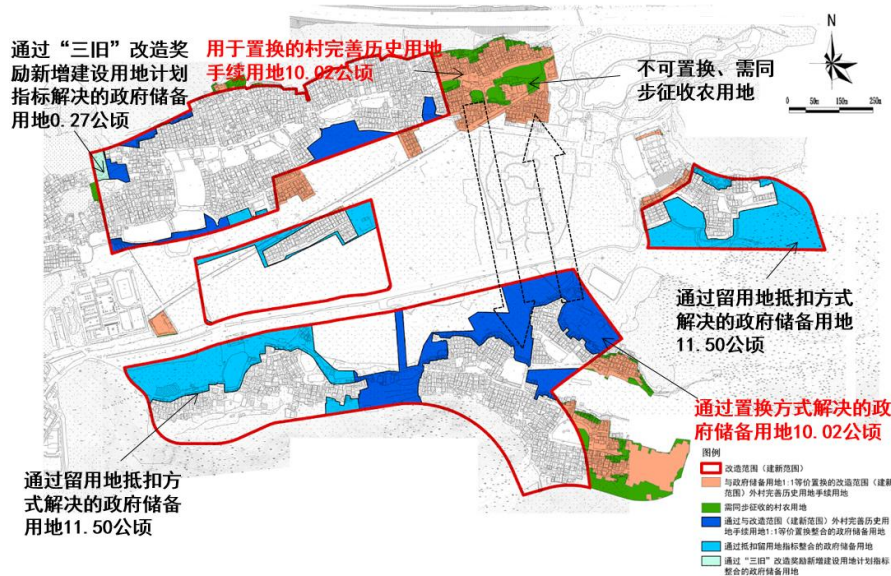 通过“三旧”改造奖
励新增建设用地计划
指标解决的政府储备
用地0.27公顷
用于置换的村完善历史用地
手续用地10.02公顷
不可置换、需同
步征收农用地
N
0 50m 150m 250m
通过留用地抵扣方式
解决的政府储备用地
11.50公顷
通过置换方式解决的政
府储备用地10.02公顷
通过留用地抵扣方
式解决的政府储备
用地11.50公顷
图例
改造范围（建新范围）
与政府储备用地1:1等价置换的改造范围（建新
范围）外村完善历史用地手续用地
需同步征收的村农用地
通过与改造范围（建新范围）外村完善历史用
地手续用地1:1等价置换整合的政府储备用地
通过抵扣留用地指标整合的政府储备用地
通过“三旧”改造奖励新增建设用地计划指标
整合的政府储备用地